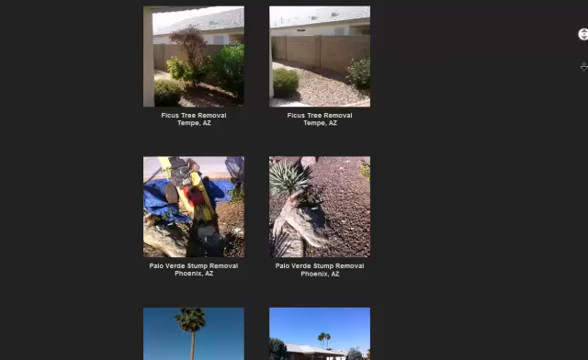 Ficus Tree Removal
Tempe, AZ
Ficus Tree Removal
Tempe, AZ
Palo Verde Stump Removal
Phoenix, AZ
Palo Verde Stump Removal
Phoenix, AZ